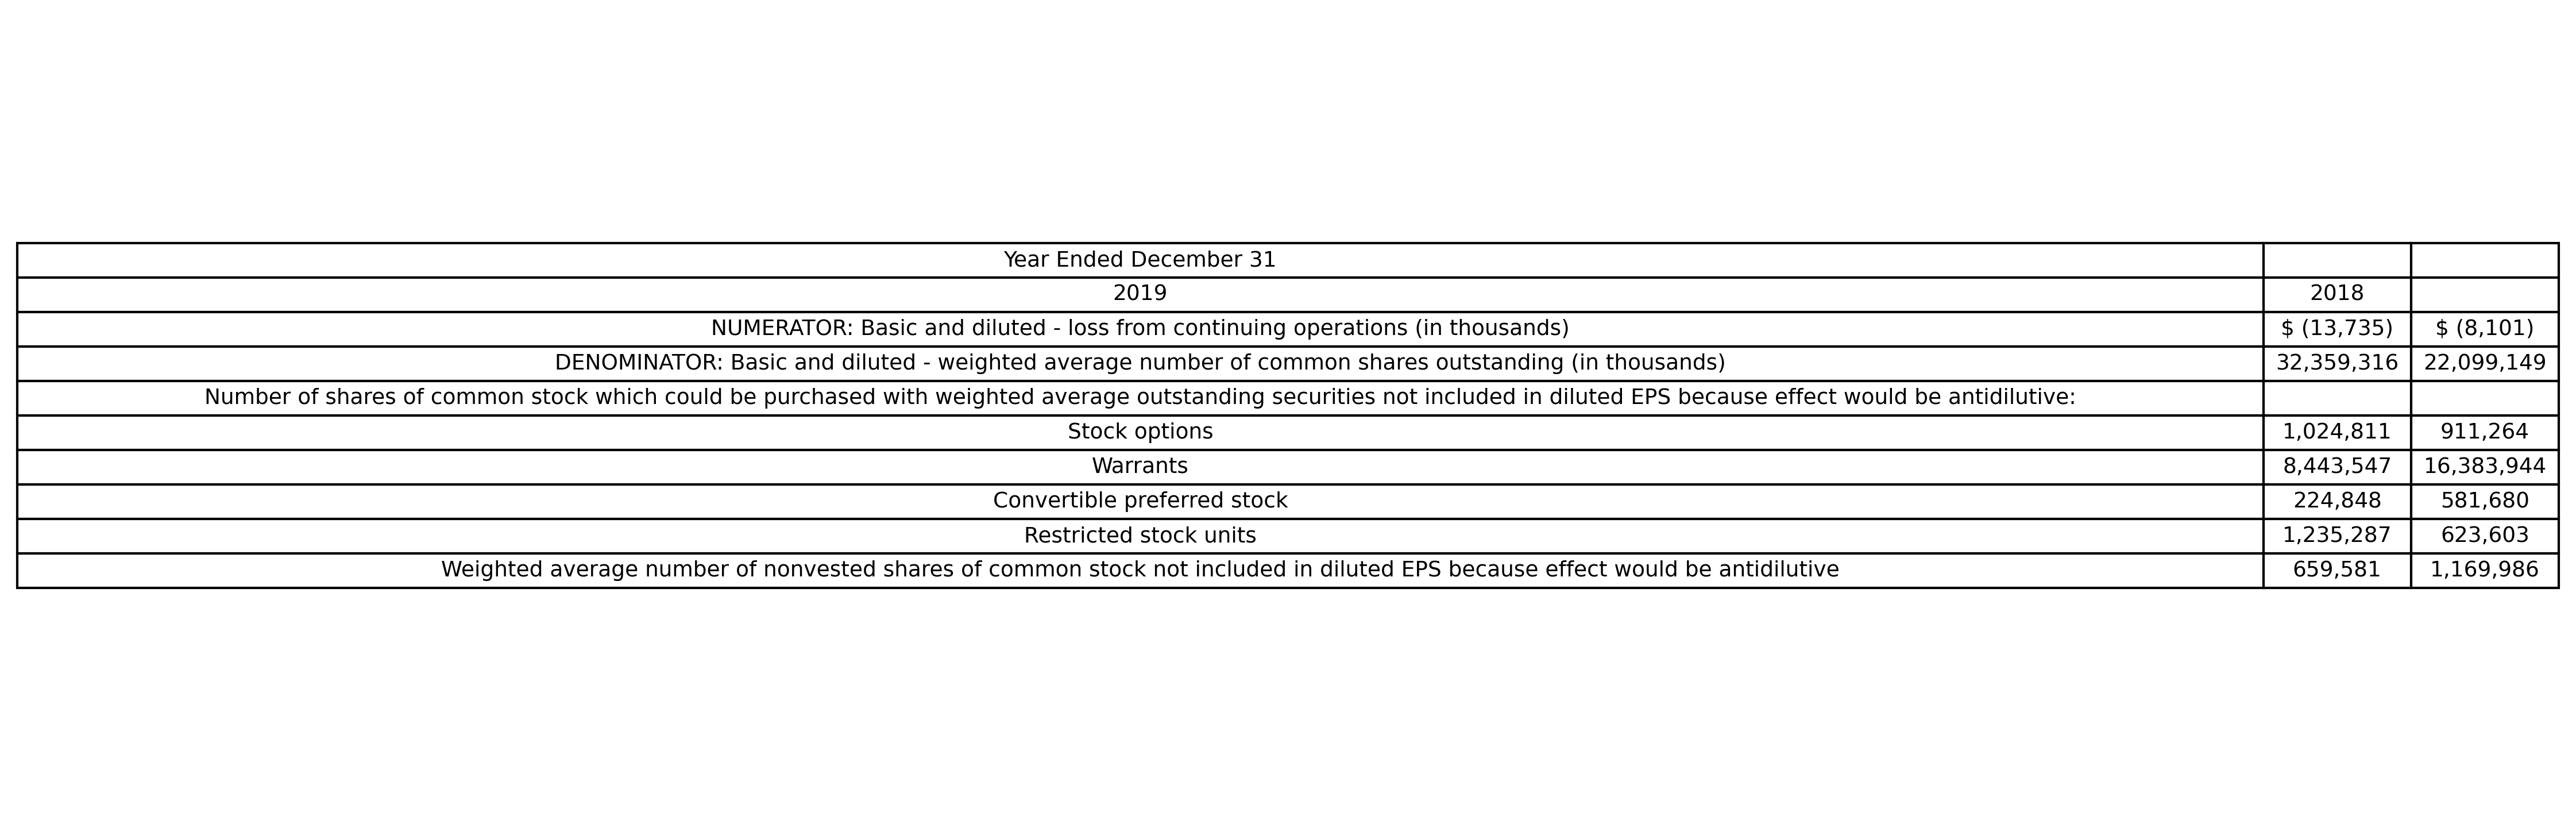 Year Ended December 31
2019 2018
NUMERATOR: Basic and diluted - loss from continuing operations (in thousands) $ (13,735) $ (8,101)
DENOMINATOR: Basic and diluted - weighted average number of common shares outstanding (in thousands) 32,359,316 22,099,149
Number of shares of common stock which could be purchased with weighted average outstanding securities not included in diluted EPS because effect would be antidilutive:
Stock options 1,024,811 911,264
Warrants 8,443,547 16,383,944
Convertible preferred stock 224,848 581,680
Restricted stock units 1,235,287 623,603
Weighted average number of nonvested shares of common stock not included in diluted EPS because effect would be antidilutive 659,581 1,169,986